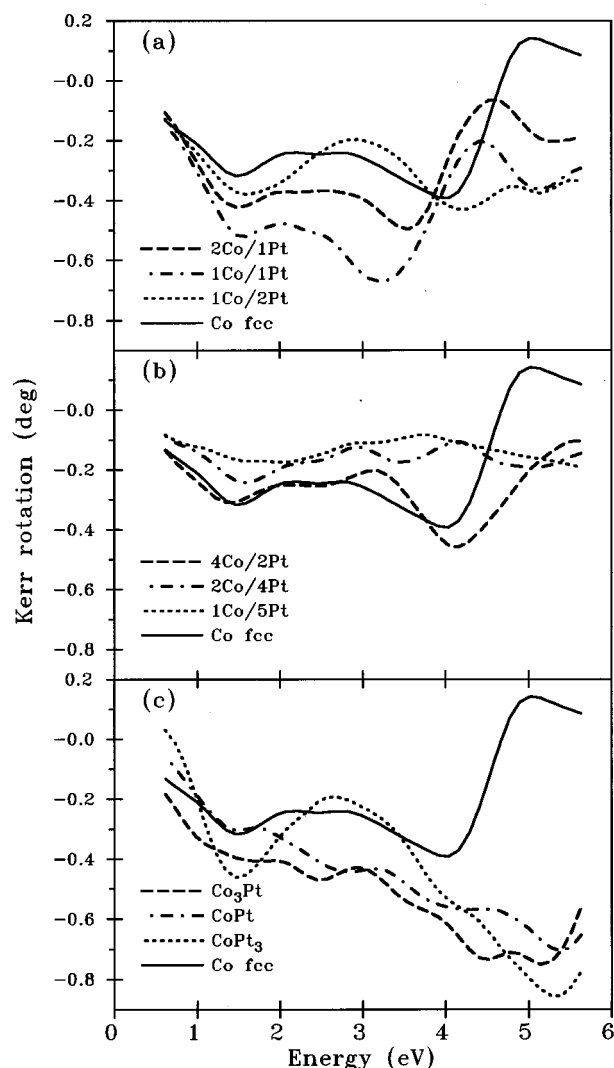 0.2
(a)
-0.0
-0.2
-0.4
-0.6
-0.8
2Co/1Pt
1Co/1Pt
1Co/2Pt
Co fcc
(b)
-0.0
-0.2
-0.4
-0.6
-0.8
4Co/2Pt
2Co/4Pt
1Co/5Pt
Co fcc
Kerr rotation (deg)
0.2
(c)
-0.0
-0.2
-0.4
-0.6
-0.8
Co₃Pt
CoPt
CoPt₃
Co fcc
0 1 2 3 4 5 6
Energy (eV)